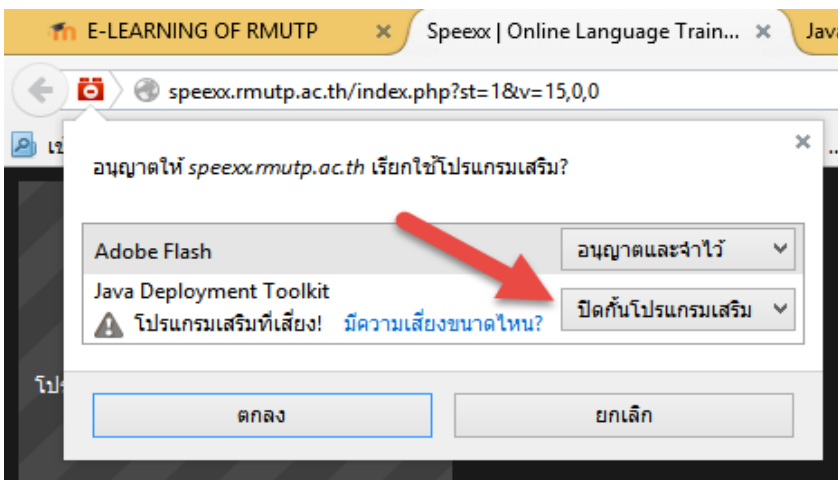 E-LEARNING OF RMUTP
Speexx | Online Language Train...
Java
speexx.rmutp.ac.th/index.php?st=1&v=15,0,0
อนุญาตให้ speexx.rmutp.ac.th เรียกใช้โปรแกรมเสริม?
Adobe Flash
อนุญาตและจำไว้
Java Deployment Toolkit
โปรแกรมเสริมที่เสี่ยง! มีความเสี่ยงขนาดไหน?
ปิดกั้นโปรแกรมเสริม
ตกลง
ยกเลิก